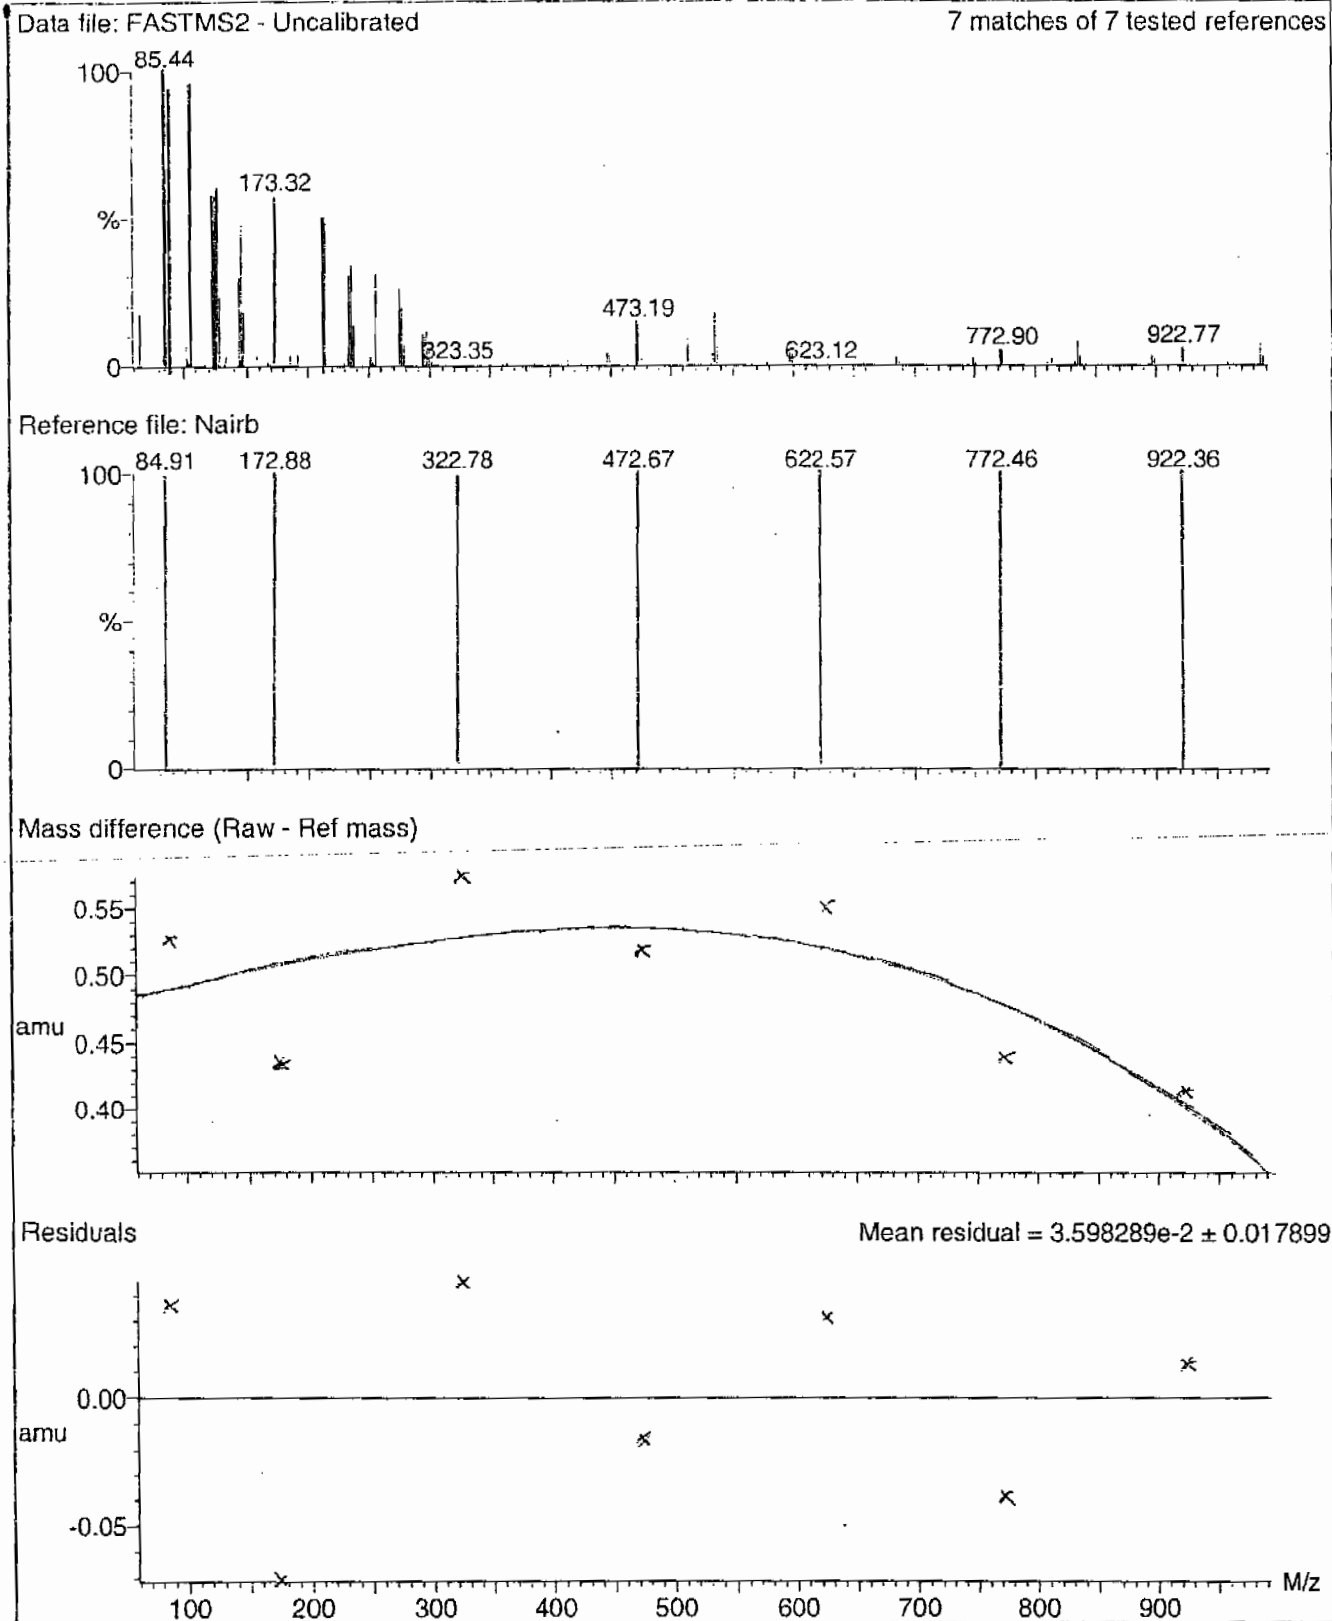 Data file: FASTMS2 - Uncalibrated 7 matches of 7 tested references
85.44
100
173.32
%
473.19
323.35 623.12 772.90 922.77
0
Reference file: Nairb
84.91 172.88 322.78 472.67 622.57 772.46 922.36
100
%
0
Mass difference (Raw - Ref mass)
0.55
0.50
amu
0.45
0.40
Residuals Mean residual = 3.598289e-2 ± 0.017899
0.00
amu
-0.05
M/z
100 200 300 400 500 600 700 800 900